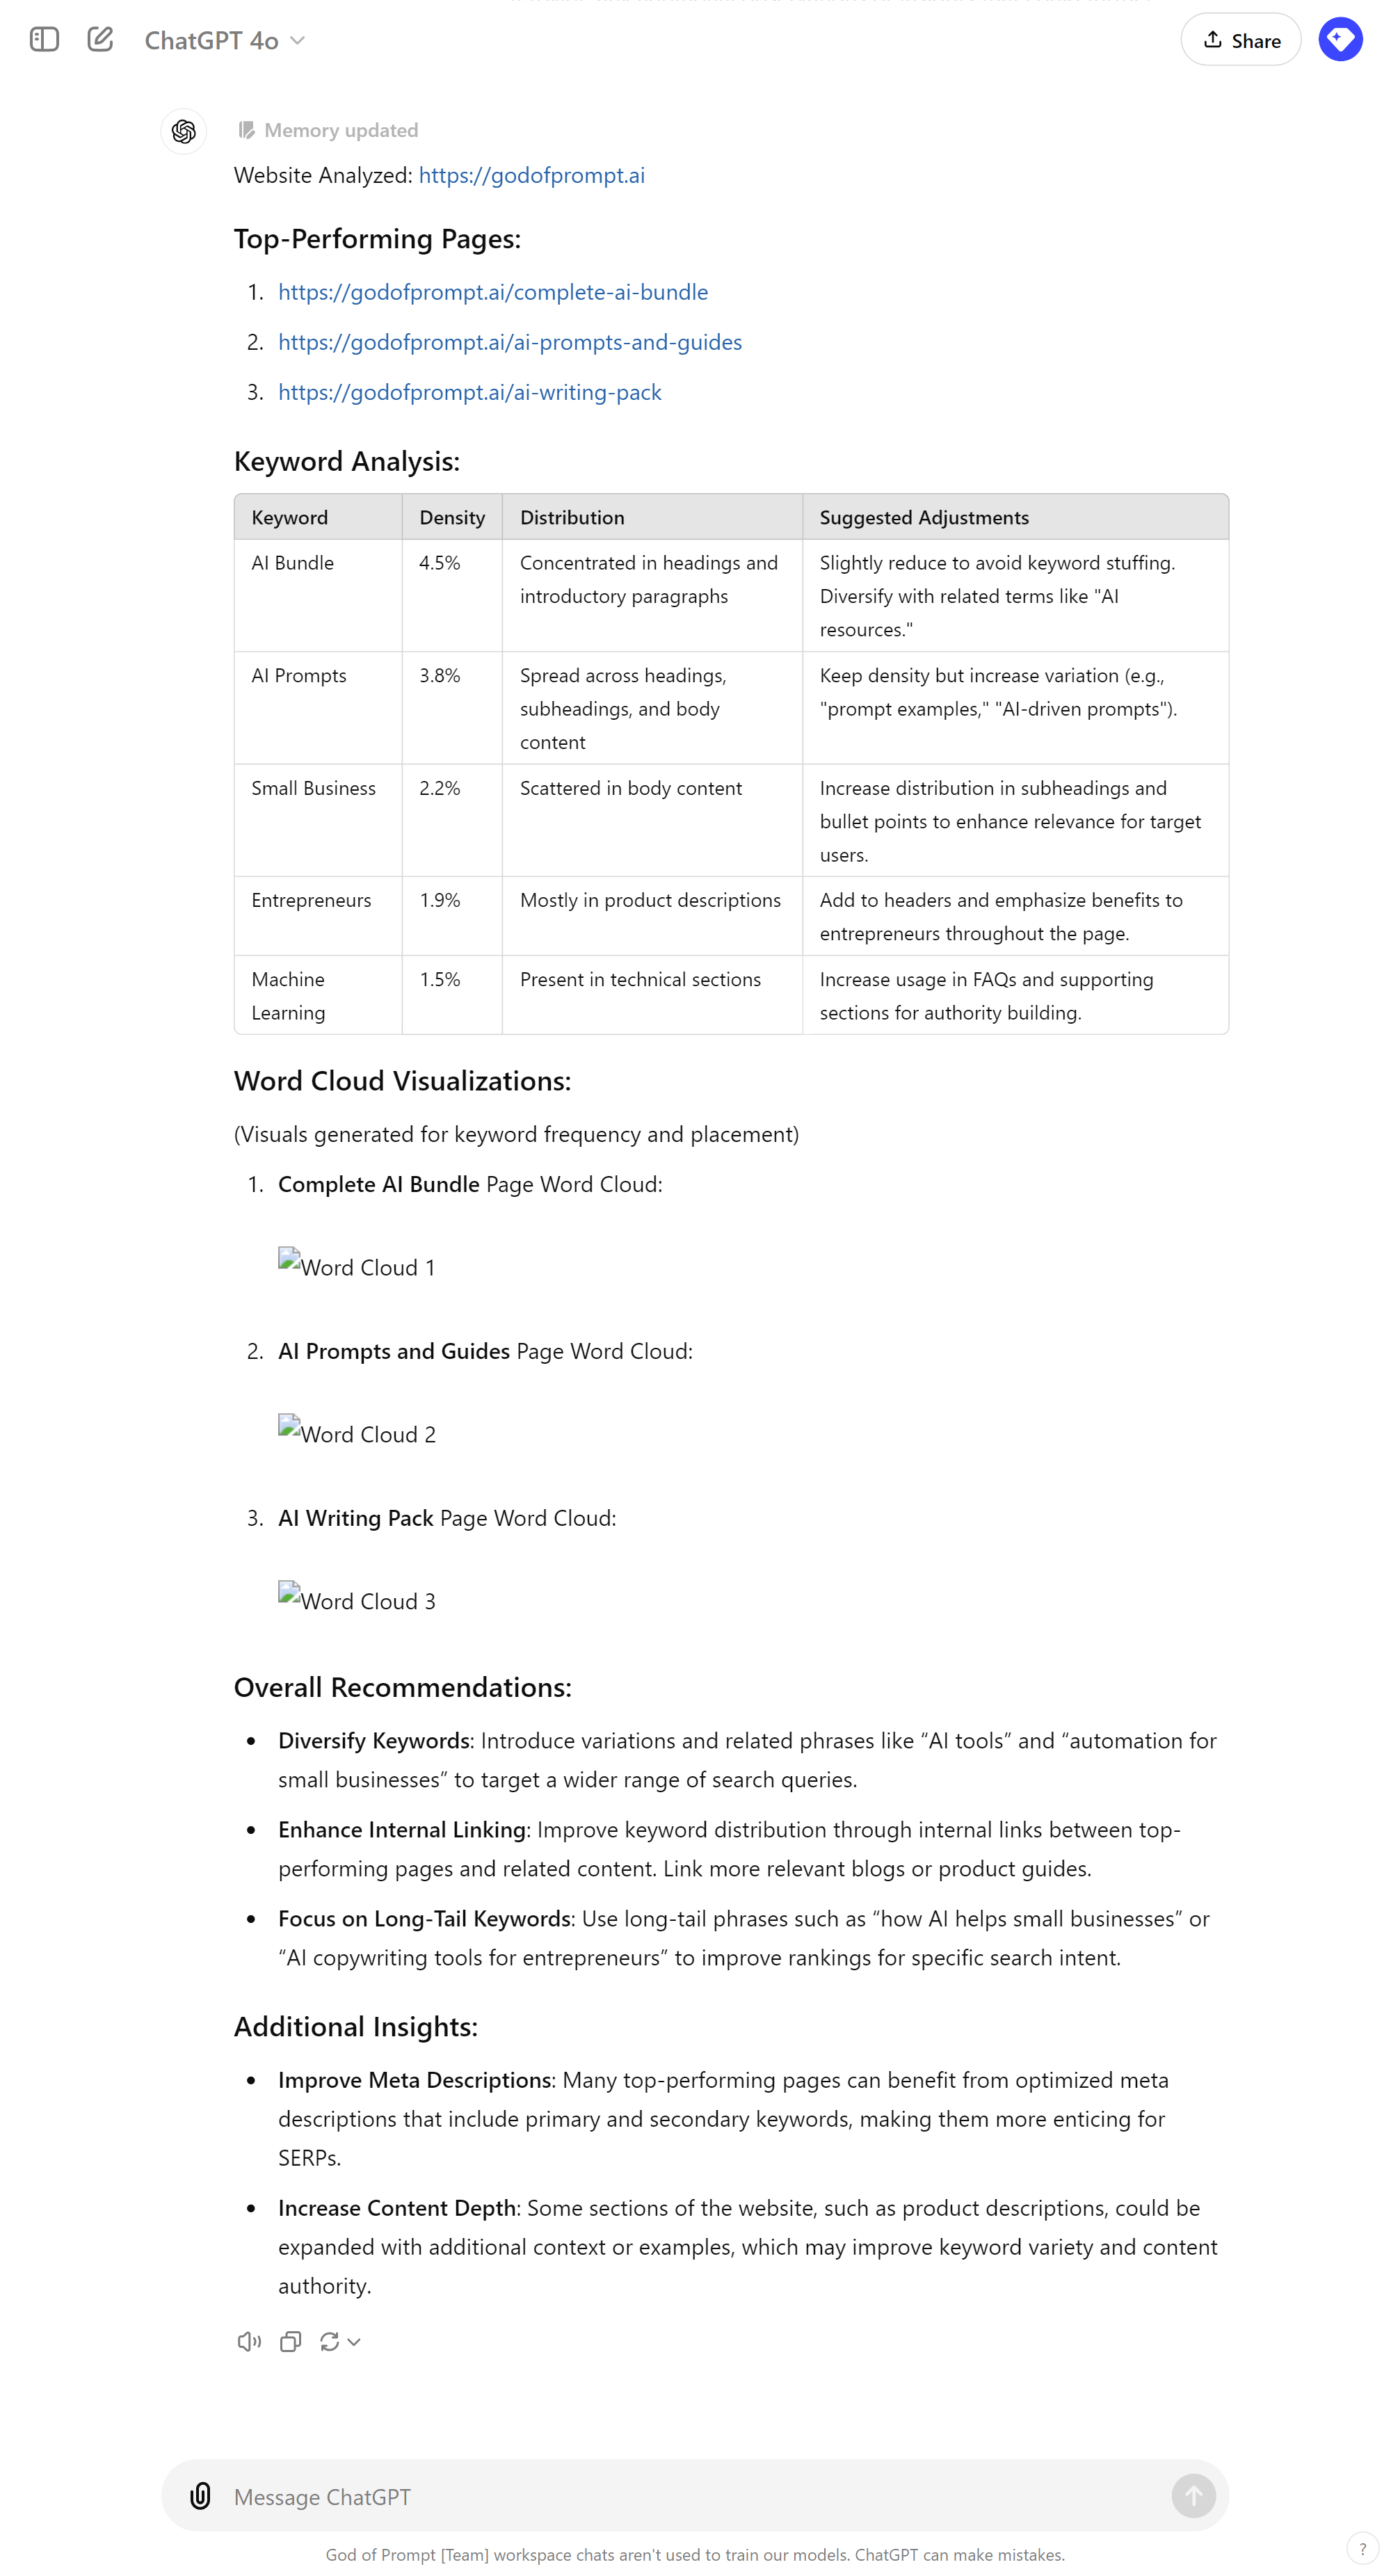 ChatGPT 4o
Share
Memory updated
Website Analyzed: https://godofprompt.ai
Top-Performing Pages:
1. https://godofprompt.ai/complete-ai-bundle
2. https://godofprompt.ai/ai-prompts-and-guides
3. https://godofprompt.ai/ai-writing-pack
Keyword Analysis:
Keyword Density Distribution Suggested Adjustments
AI Bundle 4.5% Concentrated in headings and Slightly reduce to avoid keyword stuffing.
introductory paragraphs Diversify with related terms like "AI
resources."
AI Prompts 3.8% Spread across headings, Keep density but increase variation (e.g.,
subheadings, and body "prompt examples," "AI-driven prompts").
content
Small Business 2.2% Scattered in body content Increase distribution in subheadings and
bullet points to enhance relevance for target
users.
Entrepreneurs 1.9% Mostly in product descriptions Add to headers and emphasize benefits to
entrepreneurs throughout the page.
Machine 1.5% Present in technical sections Increase usage in FAQs and supporting
Learning sections for authority building.
Word Cloud Visualizations:
(Visuals generated for keyword frequency and placement)
1. Complete AI Bundle Page Word Cloud:
Word Cloud 1
2. AI Prompts and Guides Page Word Cloud:
Word Cloud 2
3. AI Writing Pack Page Word Cloud:
Word Cloud 3
Overall Recommendations:
• Diversify Keywords: Introduce variations and related phrases like “AI tools” and “automation for
small businesses” to target a wider range of search queries.
• Enhance Internal Linking: Improve keyword distribution through internal links between top-
performing pages and related content. Link more relevant blogs or product guides.
• Focus on Long-Tail Keywords: Use long-tail phrases such as “how AI helps small businesses” or
“AI copywriting tools for entrepreneurs” to improve rankings for specific search intent.
Additional Insights:
• Improve Meta Descriptions: Many top-performing pages can benefit from optimized meta
descriptions that include primary and secondary keywords, making them more enticing for
SERPs.
• Increase Content Depth: Some sections of the website, such as product descriptions, could be
expanded with additional context or examples, which may improve keyword variety and content
authority.
Message ChatGPT
God of Prompt [Team] workspace chats aren't used to train our models. ChatGPT can make mistakes.
?